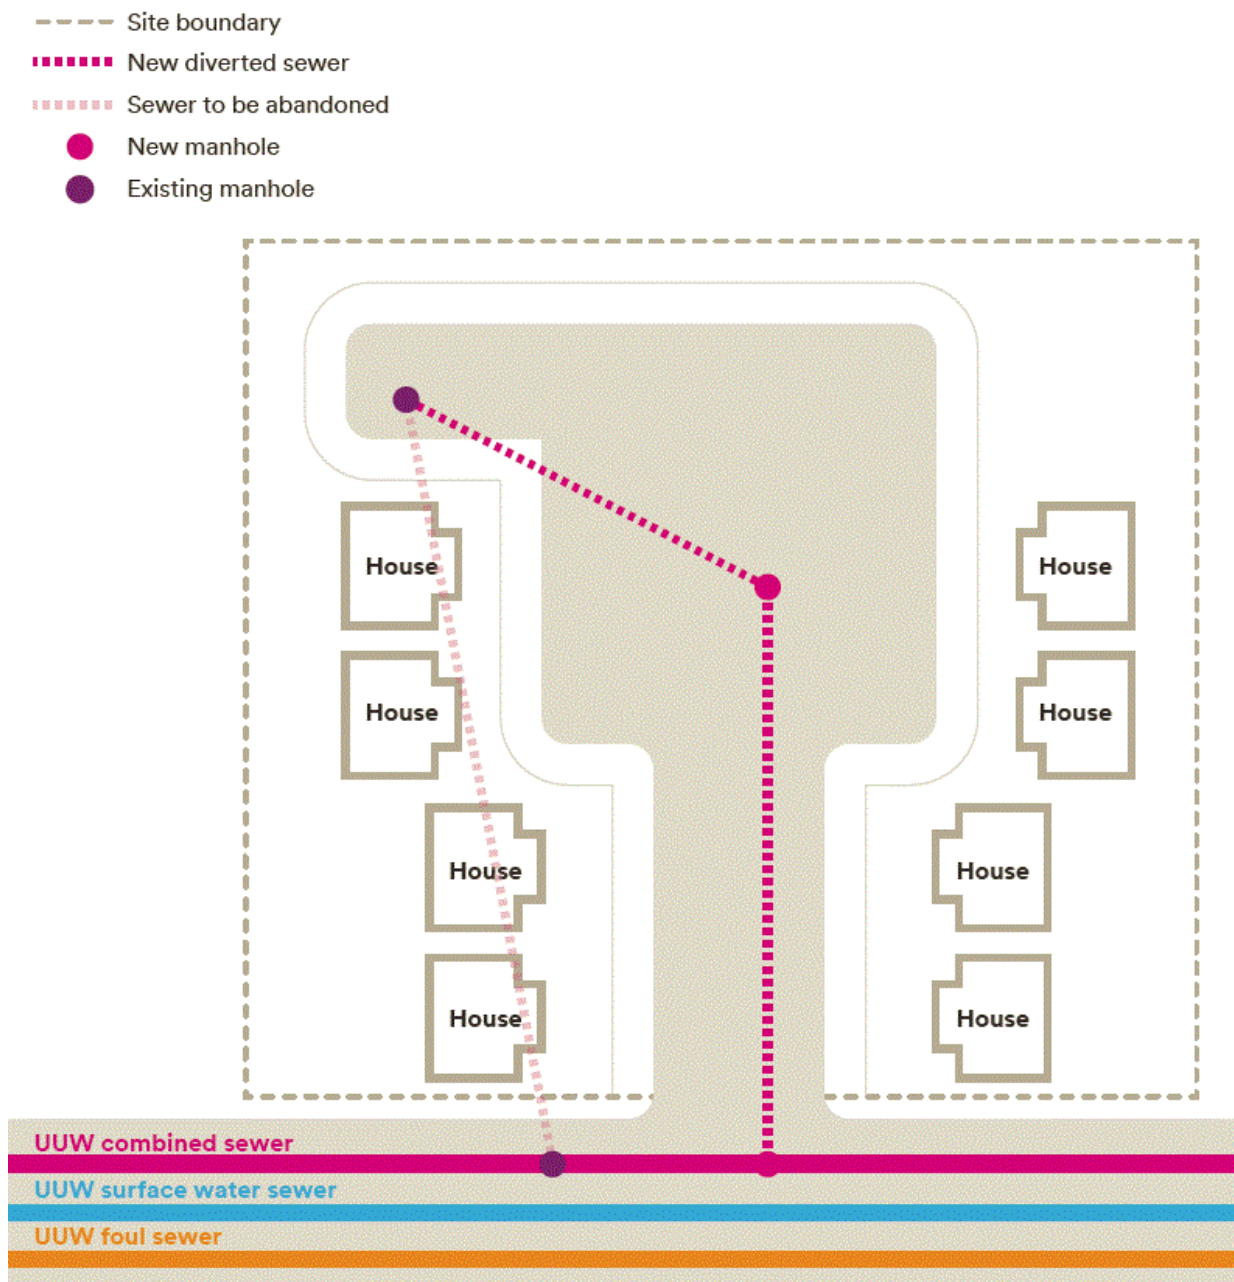 Site boundary
New diverted sewer
Sewer to be abandoned
New manhole
Existing manhole
House
House
House
House
House
House
House
House
UUW combined sewer
UUW surface water sewer
UUW foul sewer